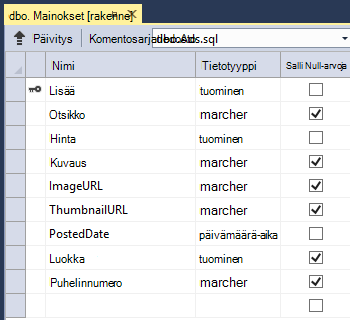 dbo. Mainokset [rakenne]
Päivitys Komentosarjatiedosto dbo.Ads.sql
Nimi Tietotyyppi Salli Null-arvoja
Lisää tuominen
Otsikko marcher
Hinta tuominen
Kuvaus marcher
ImageURL marcher
ThumbnailURL marcher
PostedDate päivämäärä-aika
Luokka tuominen
Puhelinnumero marcher